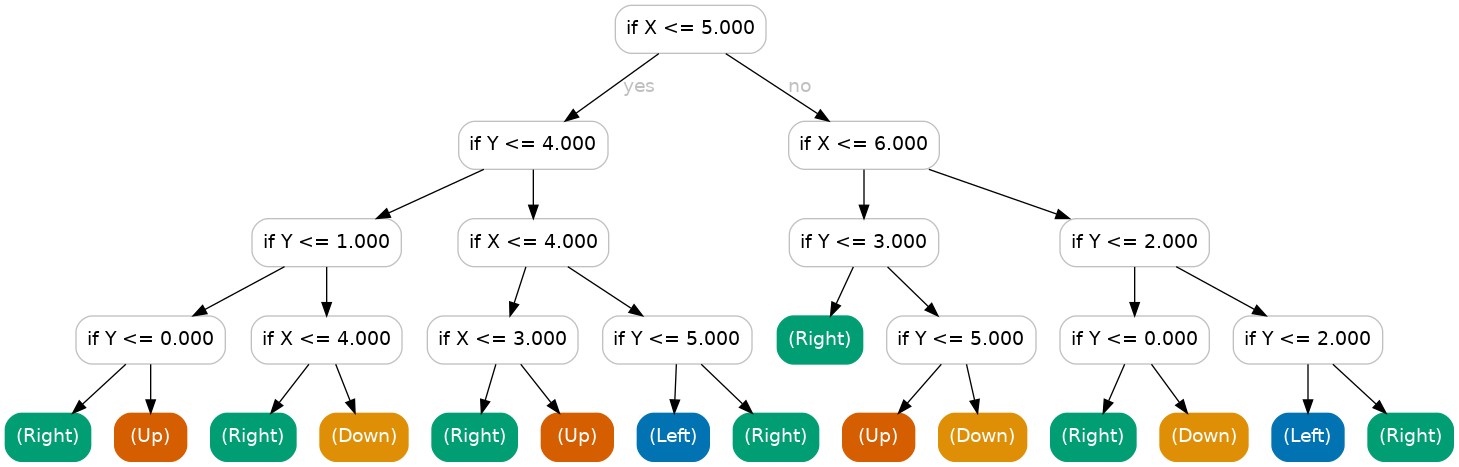 if X <= 5.000
yes
no
if Y <= 4.000
if X <= 6.000
if Y <= 1.000
if X <= 4.000
if Y <= 3.000
if Y <= 2.000
if Y <= 0.000
if X <= 4.000
if X <= 3.000
if Y <= 5.000
(Right)
if Y <= 5.000
if Y <= 0.000
if Y <= 2.000
(Right)
(Up)
(Right)
(Down)
(Right)
(Up)
(Left)
(Right)
(Up)
(Down)
(Right)
(Down)
(Left)
(Right)